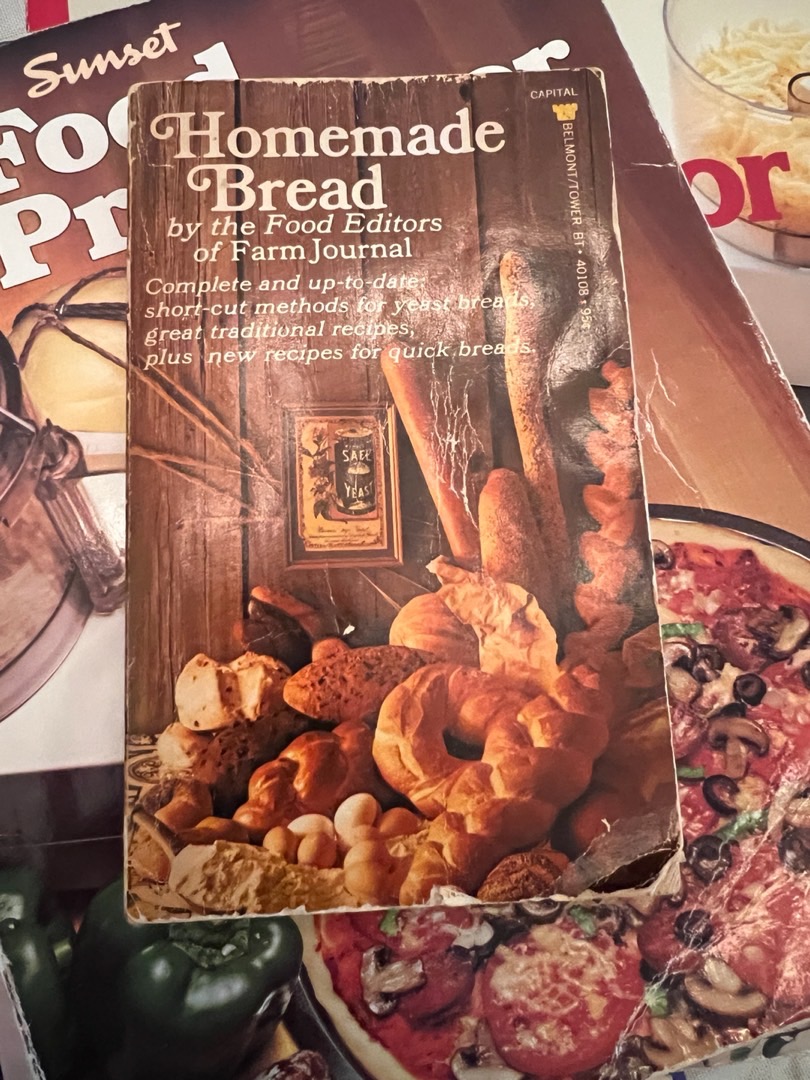 Sunset
Homemade
Bread
by the Food Editors
of Farm Journal
Complete and up-to-date:
short-cut methods for yeast breads,
great traditional recipes,
plus new recipes for quick breads.
CAPITAL
BELMONT/TOWER BT • 40108 • 95¢
SAFE
YEAST
Foo
Pr
or
or